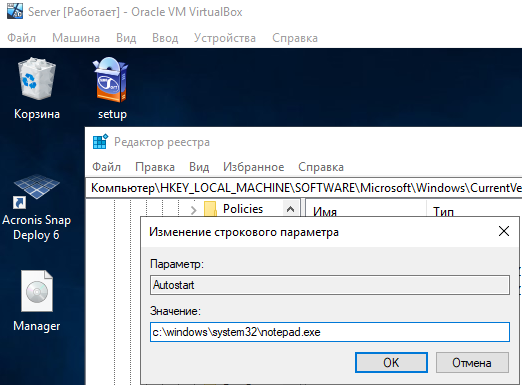 Server [Работает] - Oracle VM VirtualBox
Файл Машина Вид Ввод Устройства Справка
Корзина
setup
Редактор реестра
Файл Правка Вид Избранное Справка
Компьютер\HKEY_LOCAL_MACHINE\SOFTWARE\Microsoft\Windows\CurrentVe
Policies
Имя
Тип
Acronis Snap
Deploy 6
Manager
Изменение строкового параметра
Параметр:
Autostart
Значение:
c:\windows\system32\notepad.exe
OK
Отмена